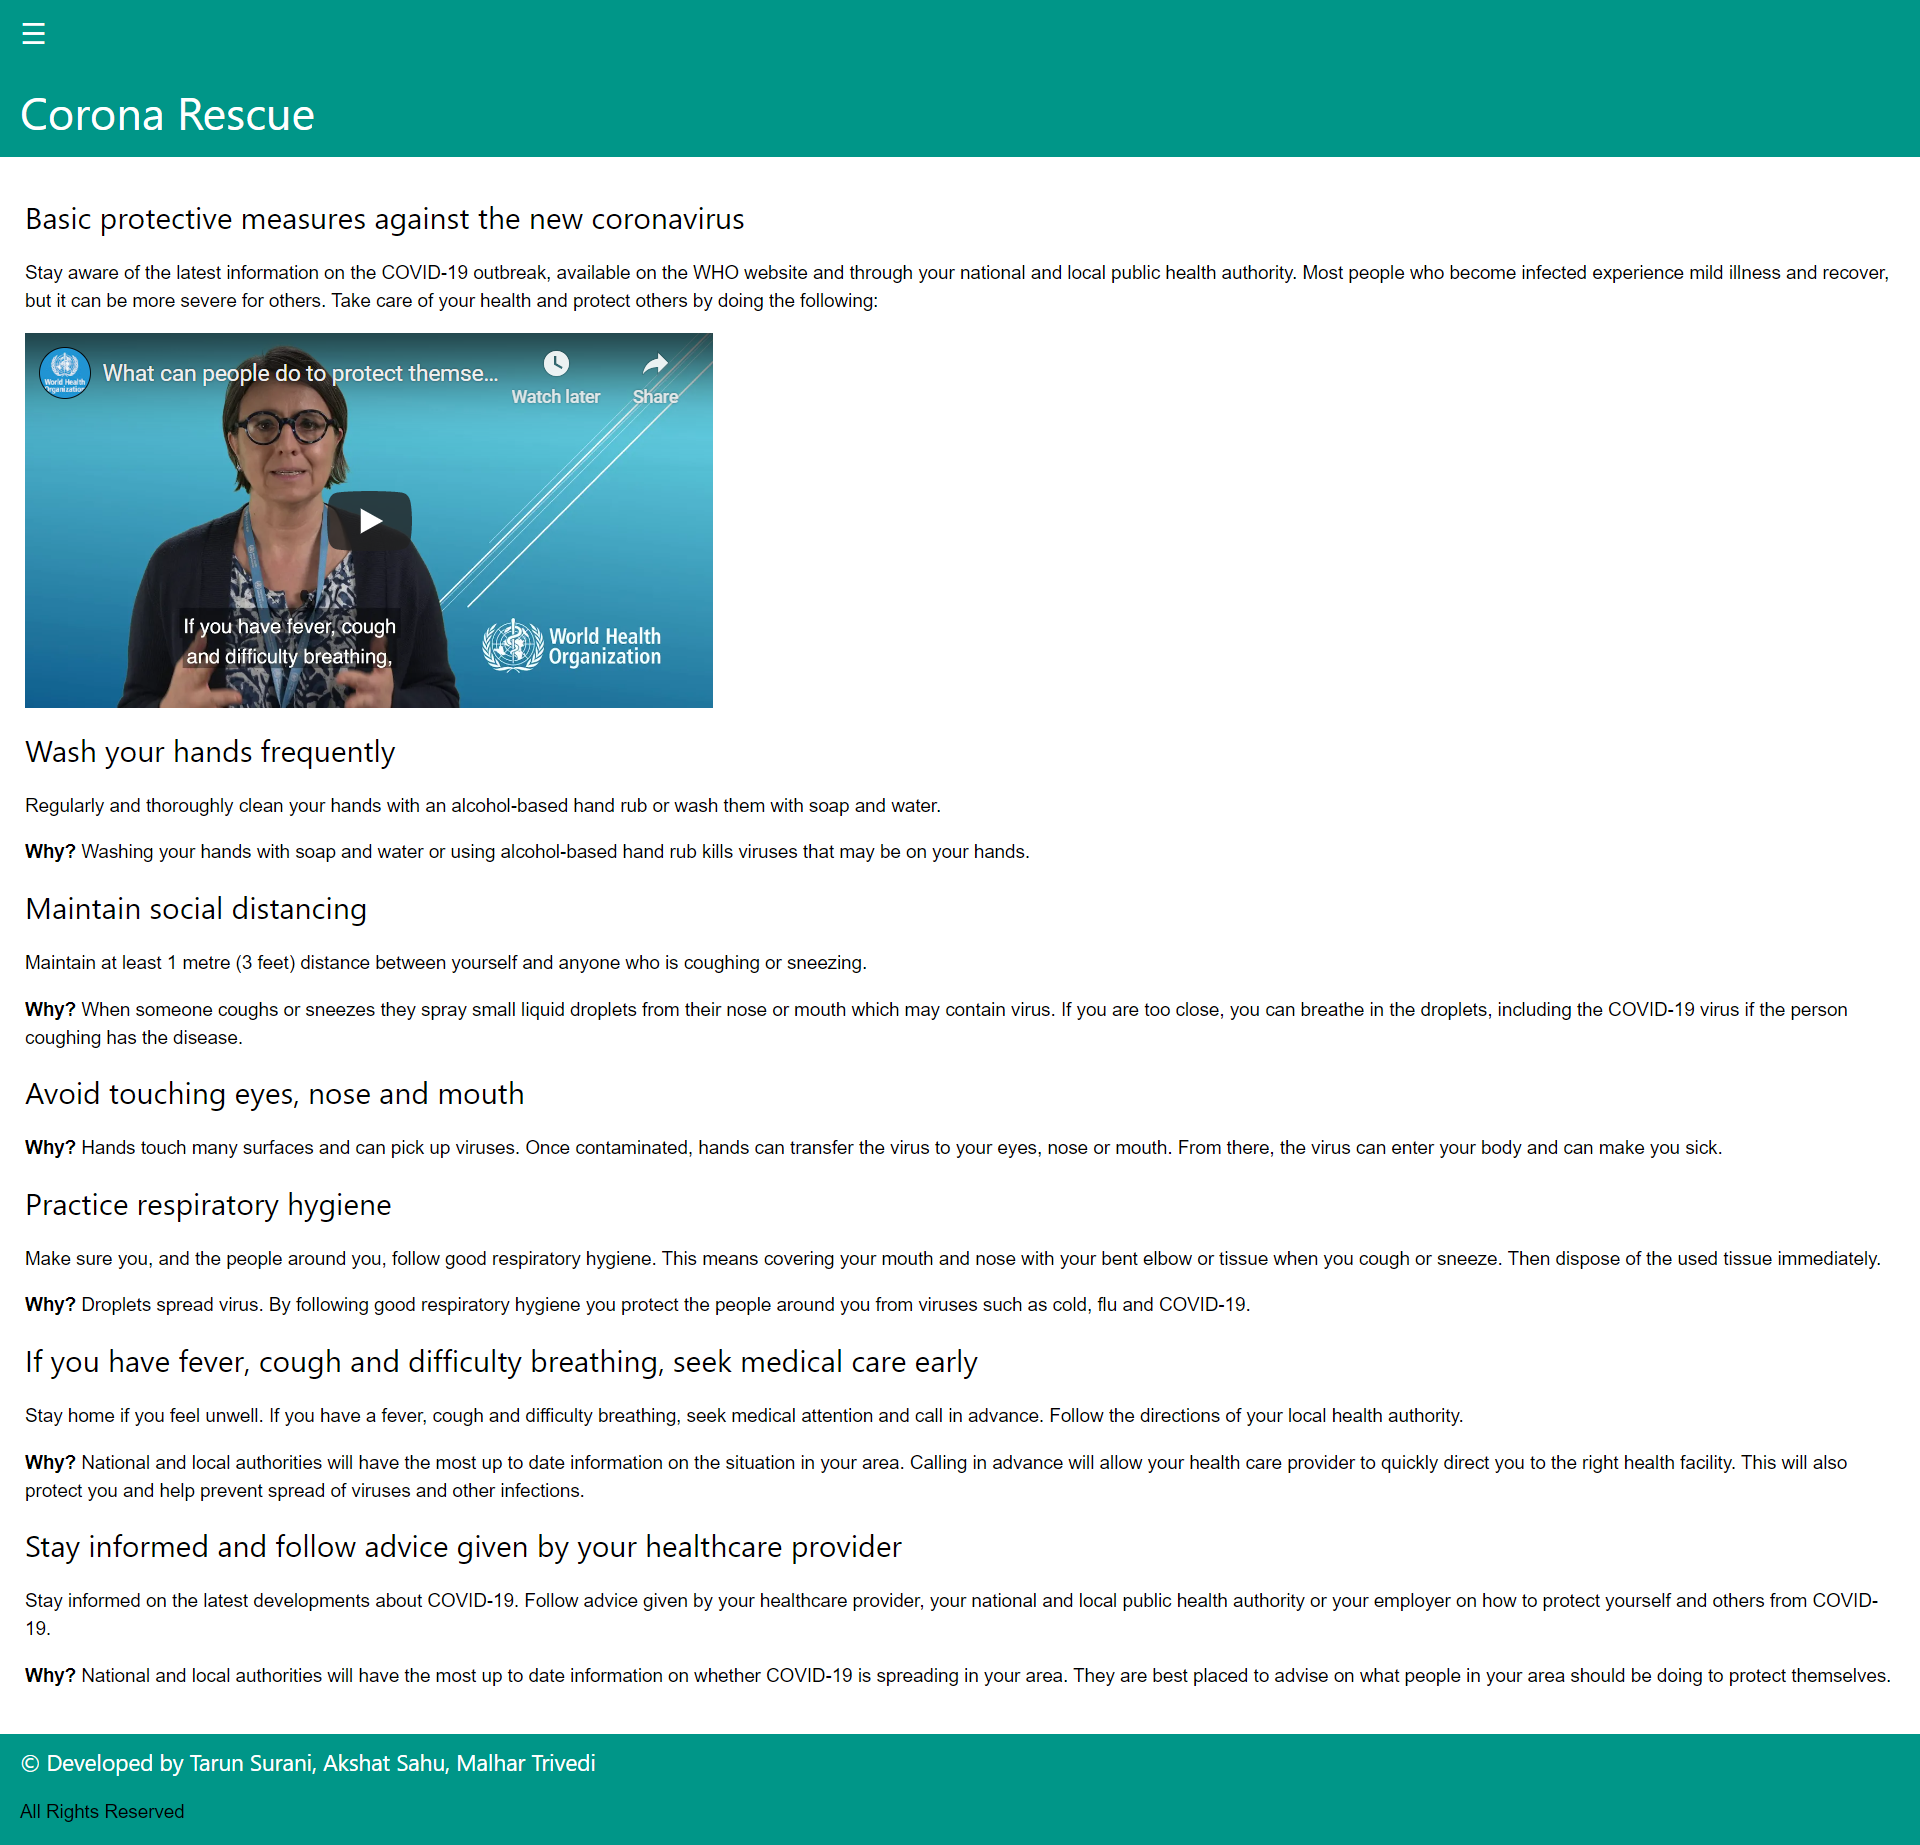 ☰
Corona Rescue
Basic protective measures against the new coronavirus
Stay aware of the latest information on the COVID-19 outbreak, available on the WHO website and through your national and local public health authority. Most people who become infected experience mild illness and recover,
but it can be more severe for others. Take care of your health and protect others by doing the following:
World Health
Organization
What can people do to protect themse...
Watch later
Share
If you have fever, cough
and difficulty breathing,
World Health
Organization
Wash your hands frequently
Regularly and thoroughly clean your hands with an alcohol-based hand rub or wash them with soap and water.
Why? Washing your hands with soap and water or using alcohol-based hand rub kills viruses that may be on your hands.
Maintain social distancing
Maintain at least 1 metre (3 feet) distance between yourself and anyone who is coughing or sneezing.
Why? When someone coughs or sneezes they spray small liquid droplets from their nose or mouth which may contain virus. If you are too close, you can breathe in the droplets, including the COVID-19 virus if the person
coughing has the disease.
Avoid touching eyes, nose and mouth
Why? Hands touch many surfaces and can pick up viruses. Once contaminated, hands can transfer the virus to your eyes, nose or mouth. From there, the virus can enter your body and can make you sick.
Practice respiratory hygiene
Make sure you, and the people around you, follow good respiratory hygiene. This means covering your mouth and nose with your bent elbow or tissue when you cough or sneeze. Then dispose of the used tissue immediately.
Why? Droplets spread virus. By following good respiratory hygiene you protect the people around you from viruses such as cold, flu and COVID-19.
If you have fever, cough and difficulty breathing, seek medical care early
Stay home if you feel unwell. If you have a fever, cough and difficulty breathing, seek medical attention and call in advance. Follow the directions of your local health authority.
Why? National and local authorities will have the most up to date information on the situation in your area. Calling in advance will allow your health care provider to quickly direct you to the right health facility. This will also
protect you and help prevent spread of viruses and other infections.
Stay informed and follow advice given by your healthcare provider
Stay informed on the latest developments about COVID-19. Follow advice given by your healthcare provider, your national and local public health authority or your employer on how to protect yourself and others from COVID-
19.
Why? National and local authorities will have the most up to date information on whether COVID-19 is spreading in your area. They are best placed to advise on what people in your area should be doing to protect themselves.
© Developed by Tarun Surani, Akshat Sahu, Malhar Trivedi
All Rights Reserved